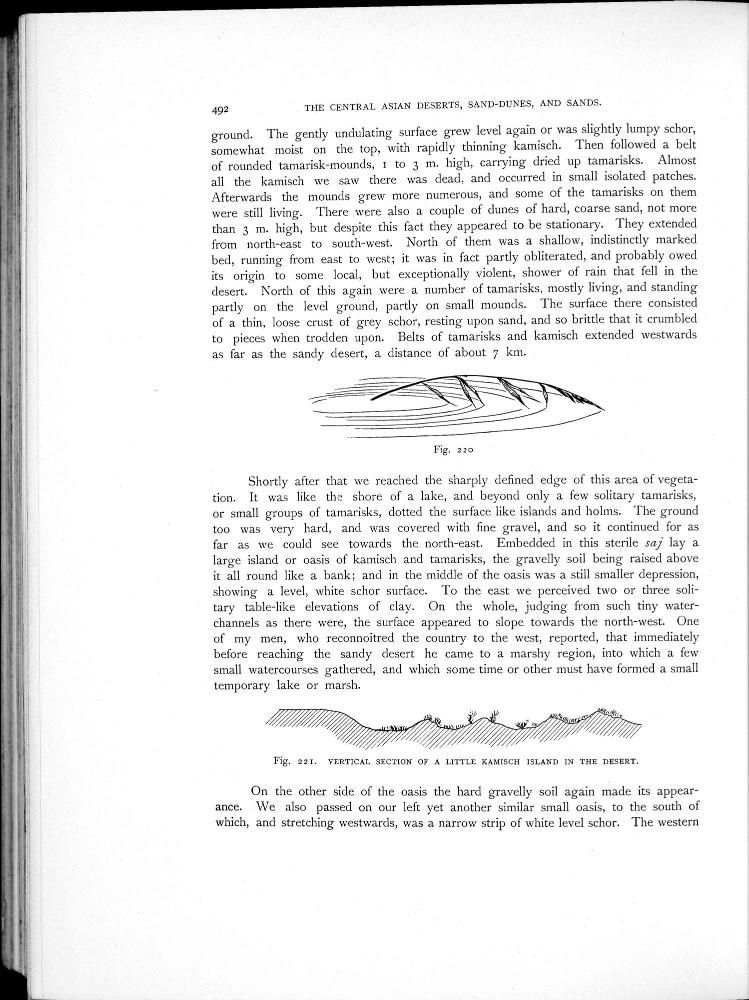 492
THE CENTRAL ASIAN DESERTS, SAND-DUNES, AND SANDS.
ground. The gently undulating surface grew level again or was slightly lumpy schor,
somewhat moist on the top, with rapidly thinning kamisch. Then followed a belt
of rounded tamarisk-mounds, 1 to 3 m. high, carrying dried up tamarisks. Almost
all the kamisch we saw there was dead, and occurred in small isolated patches.
Afterwards the mounds grew more numerous, and some of the tamarisks on them
were still living. There were also a couple of dunes of hard, coarse sand, not more
than 3 m. high, but despite this fact they appeared to be stationary. They extended
from north-east to south-west. North of them was a shallow, indistinctly marked
bed, running from east to west; it was in fact partly obliterated, and probably owed
its origin to some local, but exceptionally violent, shower of rain that fell in the
desert. North of this again were a number of tamarisks, mostly living, and standing
partly on the level ground, partly on small mounds. The surface there consisted
of a thin, loose crust of grey schor, resting upon sand, and so brittle that it crumbled
to pieces when trodden upon. Belts of tamarisks and kamisch extended westwards
as far as the sandy desert, a distance of about 7 km.
Fig. 220
Shortly after that we reached the sharply defined edge of this area of vegeta-
tion. It was like the shore of a lake, and beyond only a few solitary tamarisks,
or small groups of tamarisks, dotted the surface like islands and holms. The ground
too was very hard, and was covered with fine gravel, and so it continued for as
far as we could see towards the north-east. Embedded in this sterile saj lay a
large island or oasis of kamisch and tamarisks, the gravelly soil being raised above
it all round like a bank; and in the middle of the oasis was a still smaller depression,
showing a level, white schor surface. To the east we perceived two or three soli-
tary table-like elevations of clay. On the whole, judging from such tiny water-
channels as there were, the surface appeared to slope towards the north-west. One
of my men, who reconnoitred the country to the west, reported, that immediately
before reaching the sandy desert he came to a marshy region, into which a few
small watercourses gathered, and which some time or other must have formed a small
temporary lake or marsh.
Fig. 221. VERTICAL SECTION OF A LITTLE KAMISCH ISLAND IN THE DESERT.
On the other side of the oasis the hard gravelly soil again made its appear-
ance. We also passed on our left yet another similar small oasis, to the south of
which, and stretching westwards, was a narrow strip of white level schor. The western